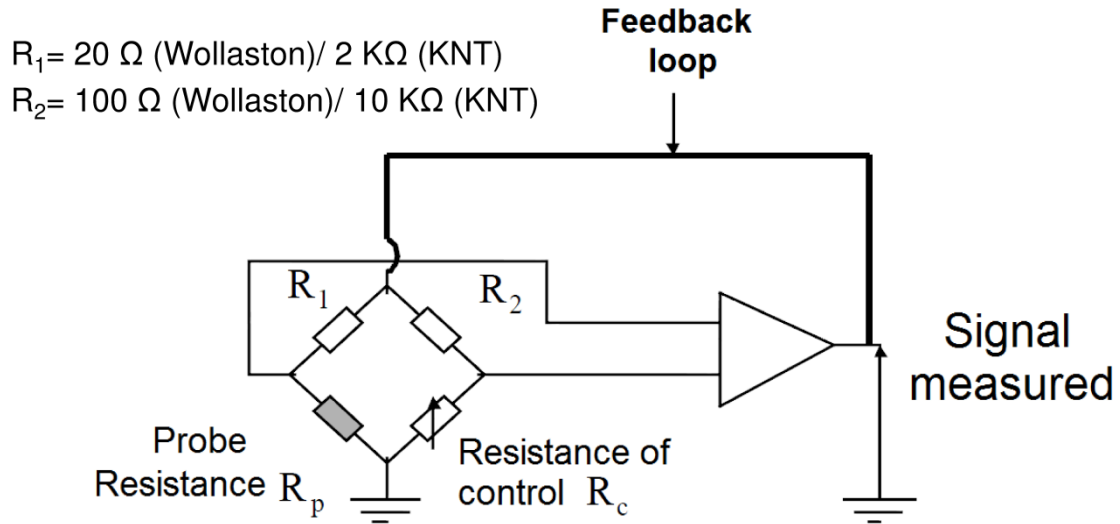 Feedback
loop
R₁= 20 Ω (Wollaston)/ 2 KΩ (KNT)
R₂= 100 Ω (Wollaston)/ 10 KΩ (KNT)
R₁
R₂
Signal
measured
Probe
Resistance Rₚ
Resistance of
control R_c